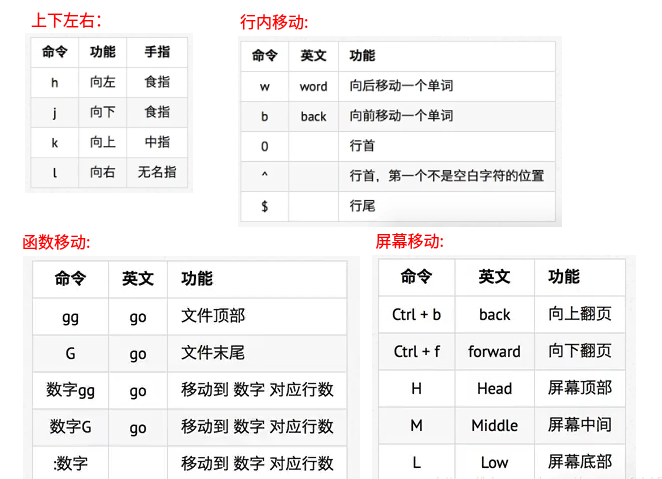 上下左右:
命令 功能 手指
h 向左 食指
j 向下 食指
k 向上 中指
l 向右 无名指
行内移动:
命令 英文 功能
w word 向后移动一个单词
b back 向前移动一个单词
0 行首
^ 行首，第一个不是空白字符的位置
$ 行尾
函数移动:
命令 英文 功能
gg go 文件顶部
G go 文件末尾
数字gg go 移动到 数字 对应行数
数字G go 移动到 数字 对应行数
:数字 移动到 数字 对应行数
屏幕移动:
命令 英文 功能
Ctrl + b back 向上翻页
Ctrl + f forward 向下翻页
H Head 屏幕顶部
M Middle 屏幕中间
L Low 屏幕底部